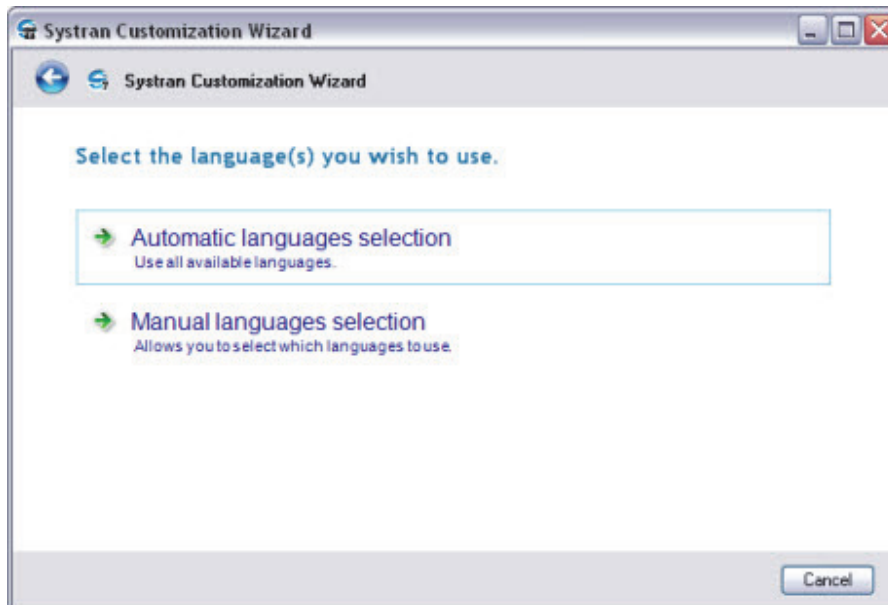 Systran Customization Wizard
Systran Customization Wizard
Select the language(s) you wish to use.
Automatic languages selection
Use all available languages.
Manual languages selection
Allows you to select which languages to use.
Cancel